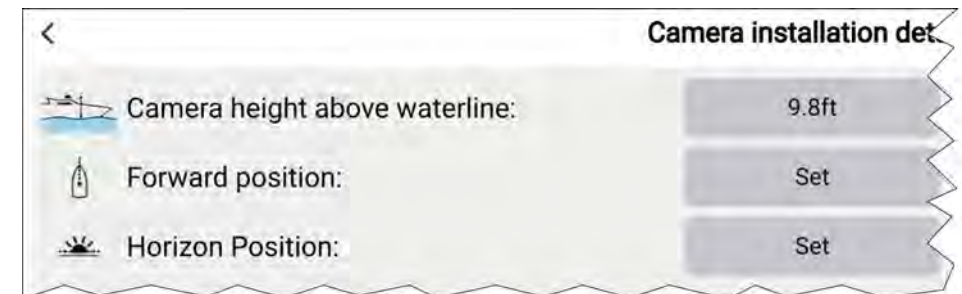 Camera installation det
Camera height above waterline: 9.8ft
Forward position: Set
Horizon Position: Set